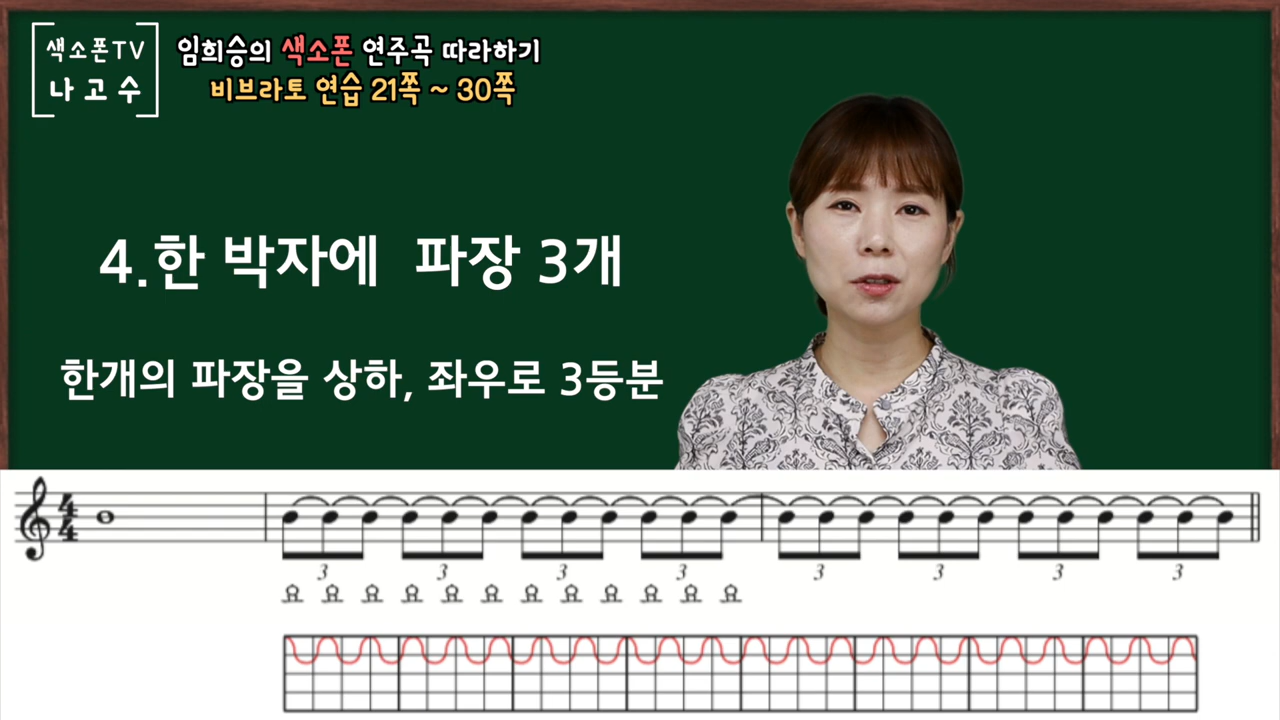 색소폰TV
나고수
임희승의 색소폰 연주곡 따라하기
비브라토 연습 21쪽 ~ 30쪽
4.한 박자에 파장 3개
한개의 파장을 상하, 좌우로 3등분
4
4
3 3 3 3 3 3 3 3
요 요 요 요 요 요 요 요 요 요 요 요